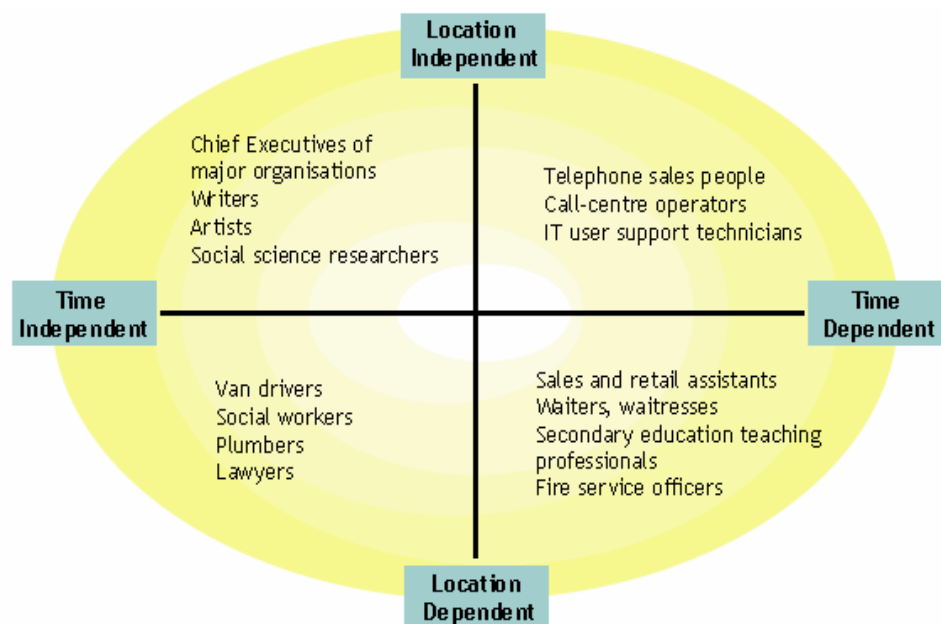 Location
Independent
Chief Executives of
major organisations
Writers
Artists
Social science researchers
Telephone sales people
Call-centre operators
IT user support technicians
Time
Independent
Time
Dependent
Van drivers
Social workers
Plumbers
Lawyers
Sales and retail assistants
Waiters, waitresses
Secondary education teaching
professionals
Fire service officers
Location
Dependent